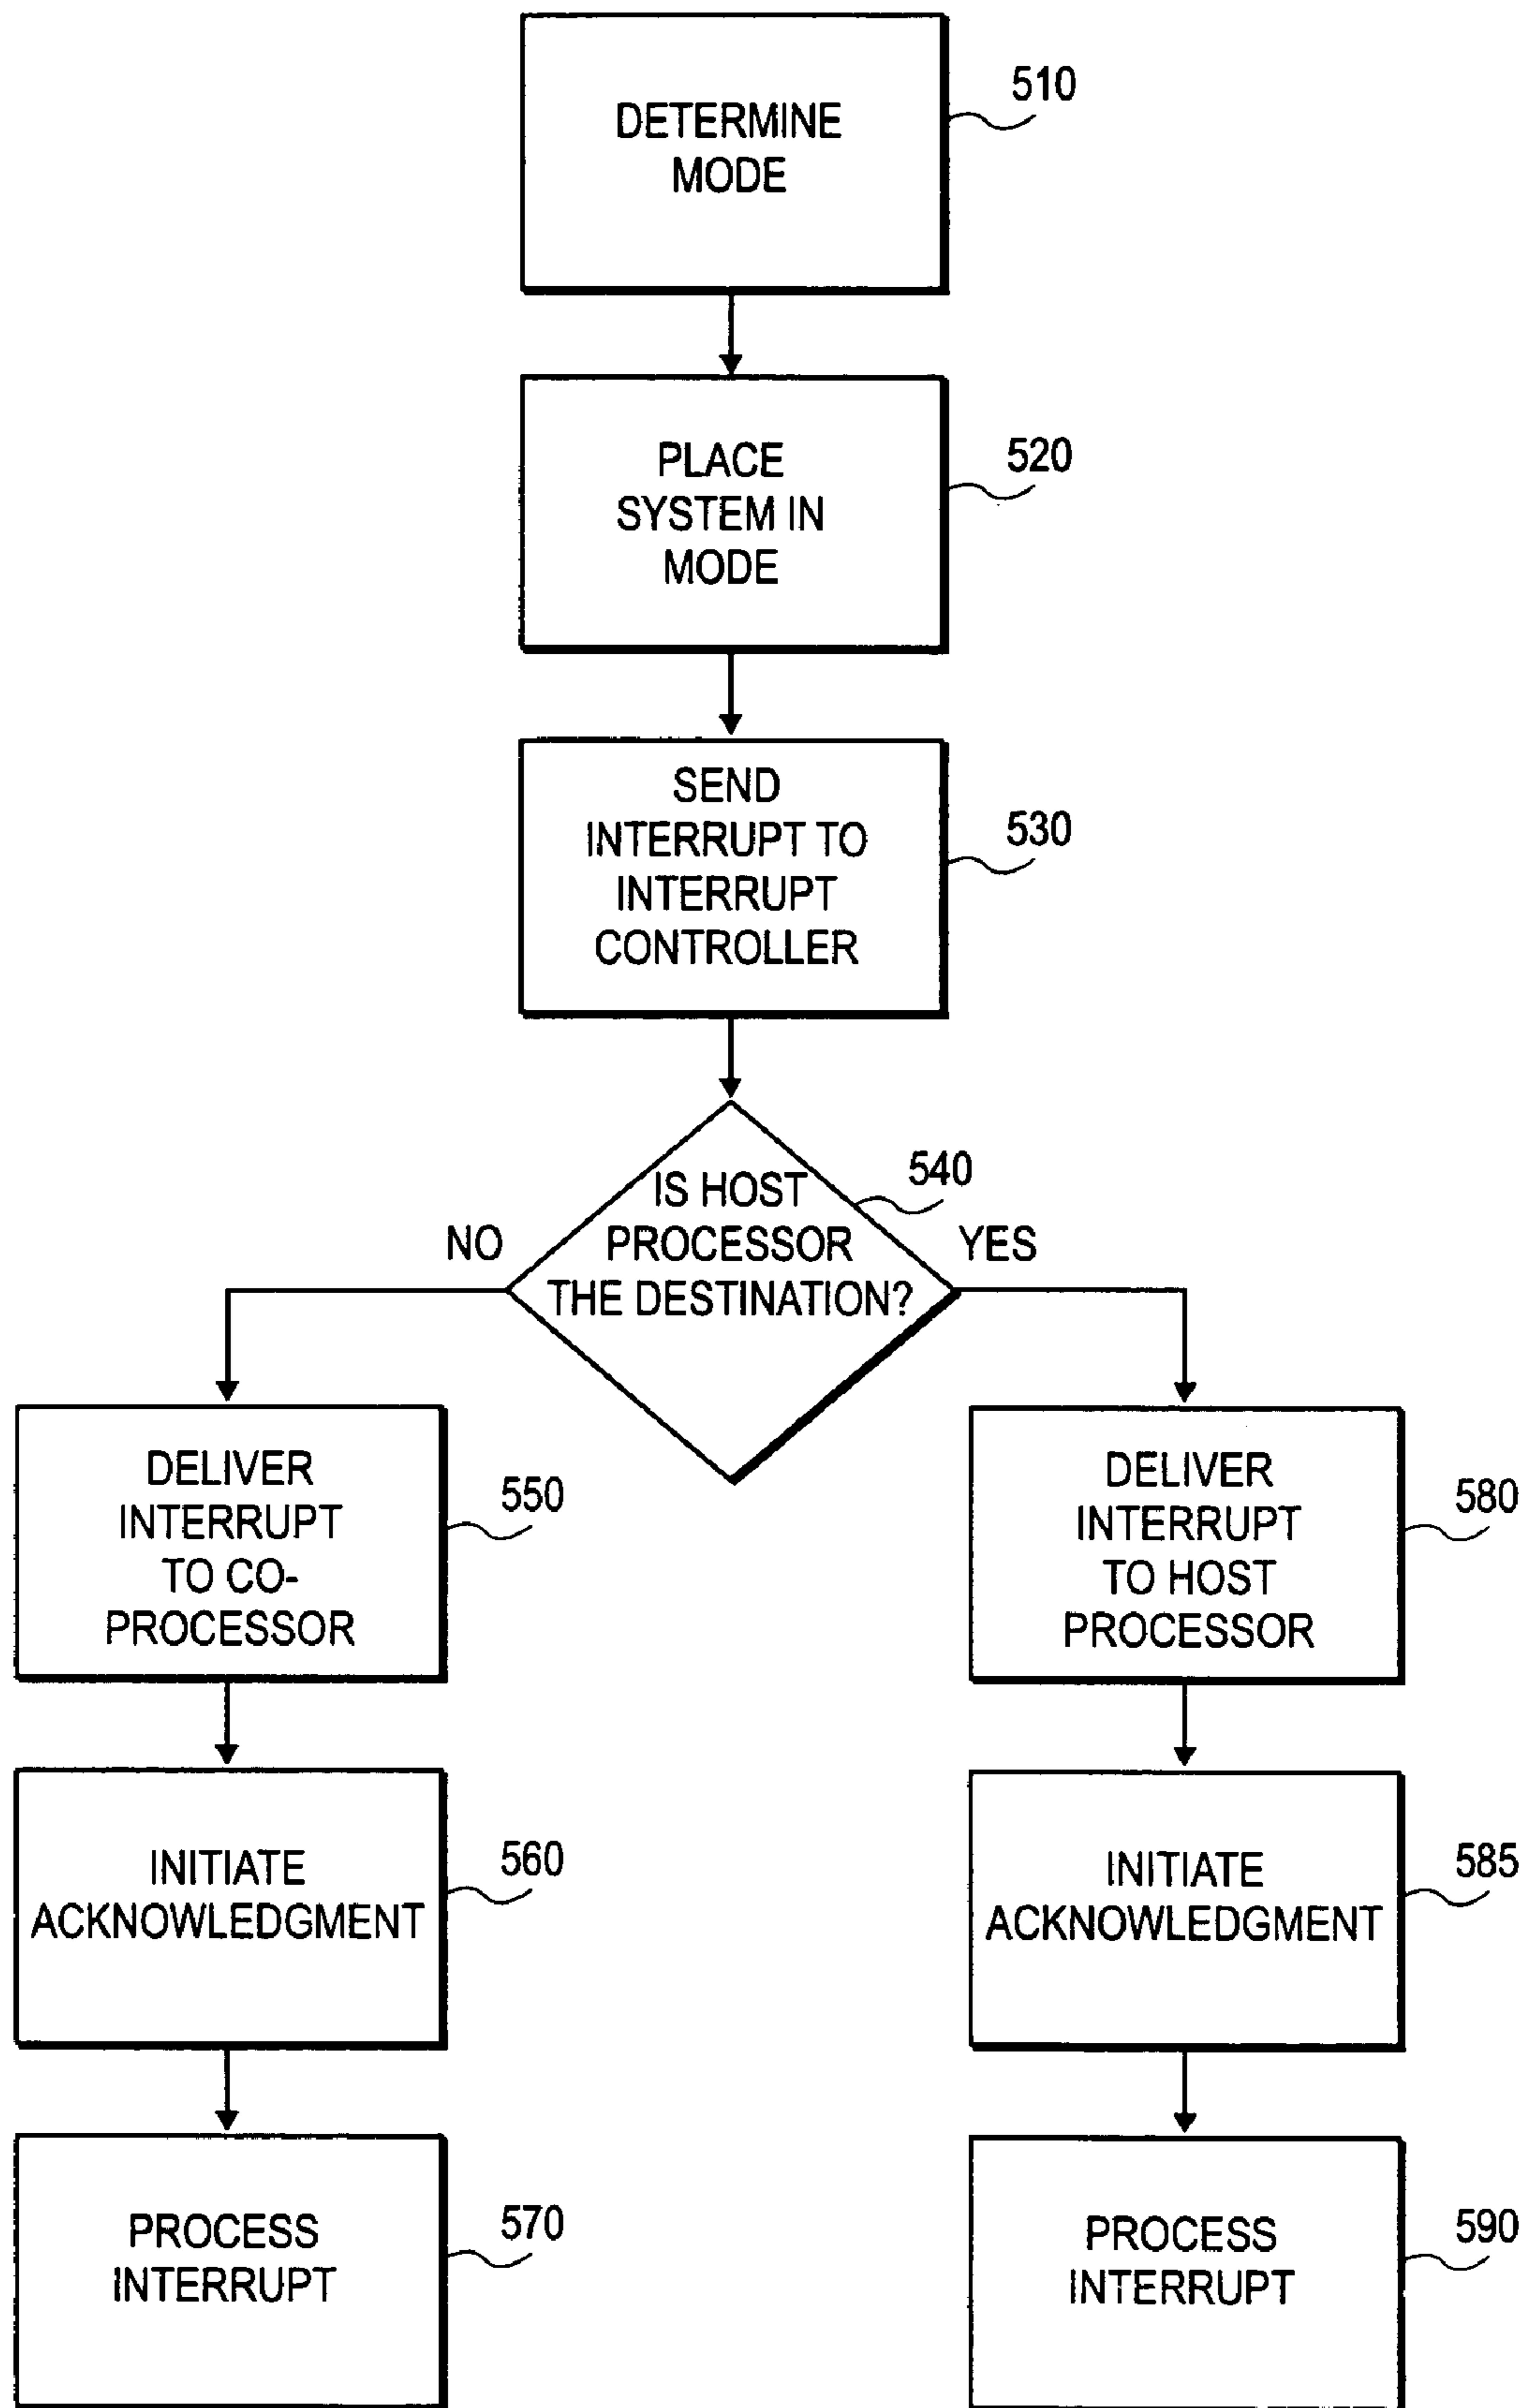 DETERMINE
MODE
510
PLACE
SYSTEM IN
MODE
520
SEND
INTERRUPT TO
INTERRUPT
CONTROLLER
530
IS HOST
PROCESSOR
THE DESTINATION?
540
NO
YES
DELIVER
INTERRUPT
TO CO-
PROCESSOR
550
INITIATE
ACKNOWLEDGMENT
560
PROCESS
INTERRUPT
570
DELIVER
INTERRUPT
TO HOST
PROCESSOR
580
INITIATE
ACKNOWLEDGMENT
585
PROCESS
INTERRUPT
590